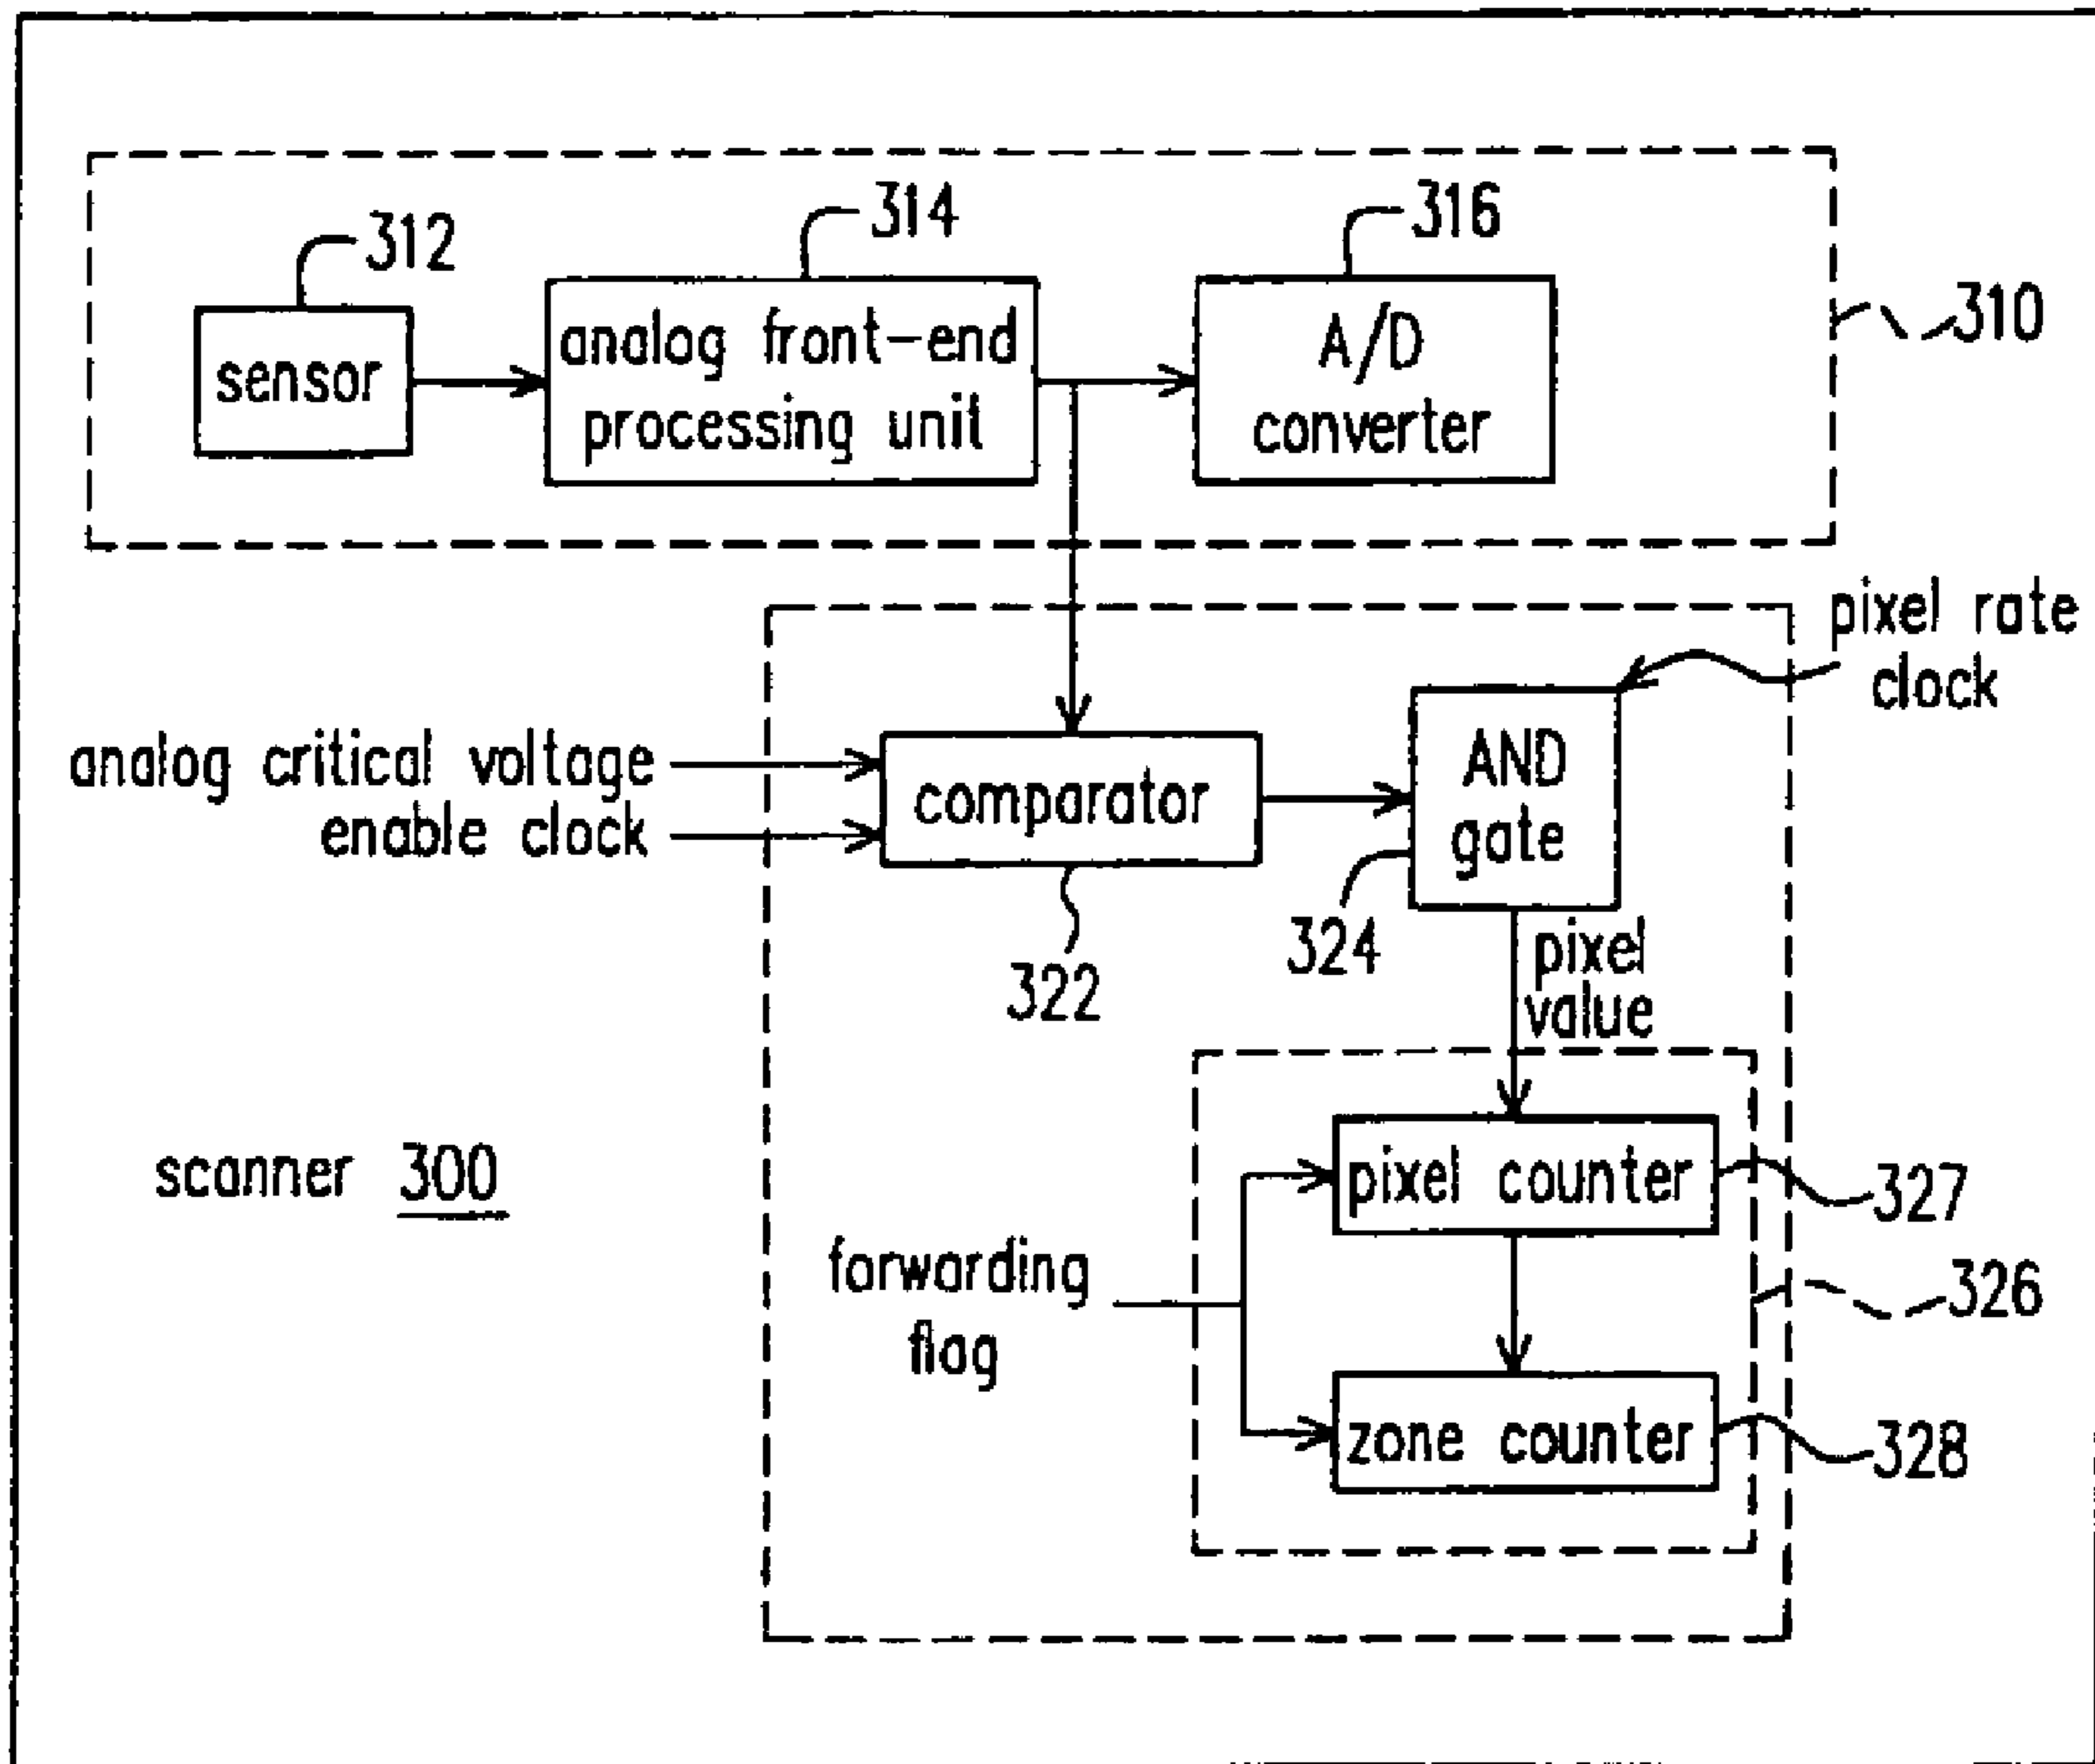 312
314
316
310
sensor
analog front-end
processing unit
A/D
converter
pixel rate
clock
analog critical voltage
enable clock
comparator
AND
gate
322
324
pixel
value
scanner 300
forwarding
flag
pixel counter
327
326
zone counter
328